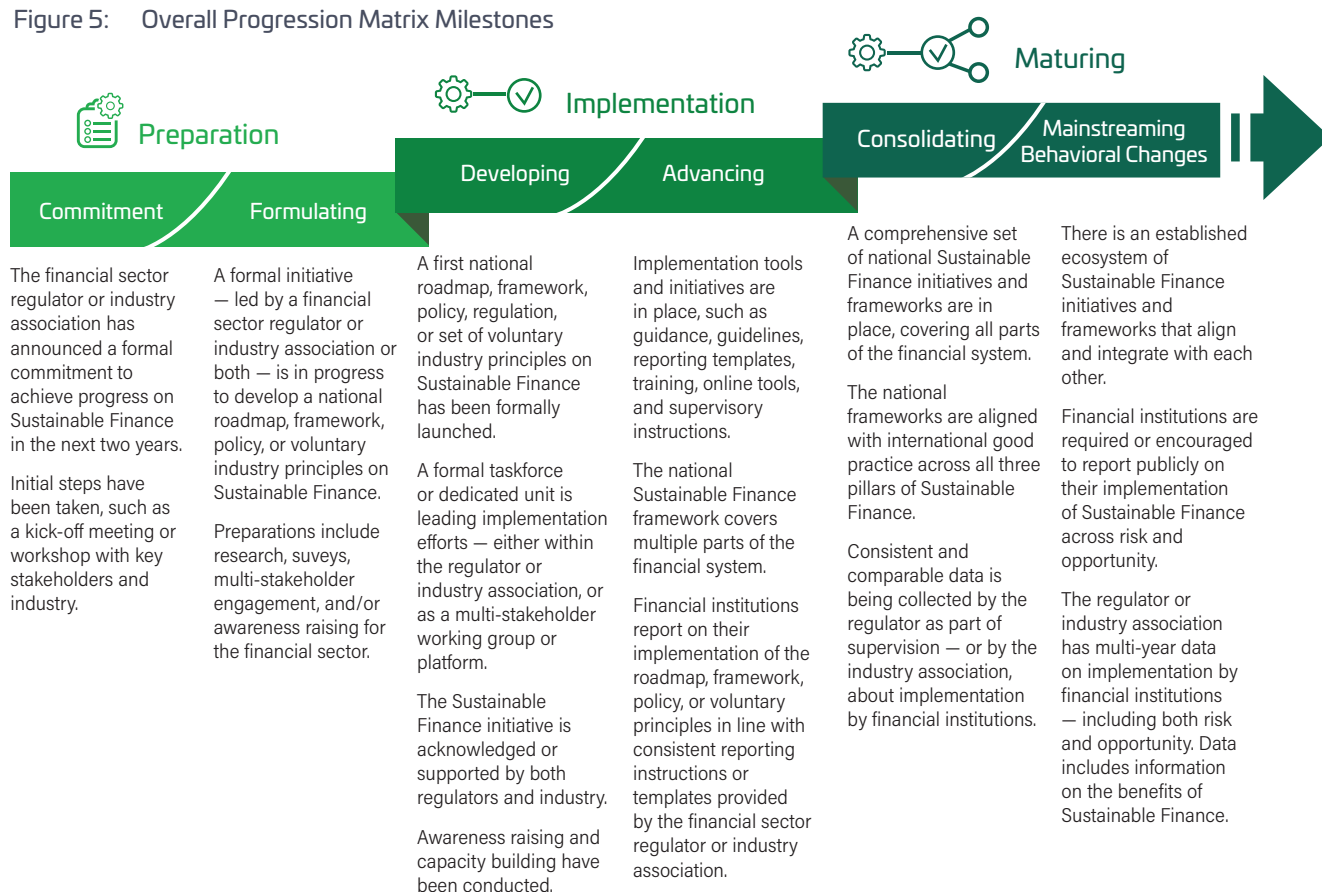 Figure 5: Overall Progression Matrix Milestones
Preparation
Commitment
Formulating
The financial sector
regulator or industry
association has
announced a formal
commitment to
achieve progress on
Sustainable Finance
in the next two years.
Initial steps have
been taken, such as
a kick-off meeting or
workshop with key
stakeholders and
industry.
A formal initiative
— led by a financial
sector regulator or
industry association or
both — is in progress
to develop a national
roadmap, framework,
policy, or voluntary
industry principles on
Sustainable Finance.
Preparations include
research, suveys,
multi-stakeholder
engagement, and/or
awareness raising for
the financial sector.
Implementation
Developing
Advancing
A first national
roadmap, framework,
policy, regulation,
or set of voluntary
industry principles on
Sustainable Finance
has been formally
launched.
A formal taskforce
or dedicated unit is
leading implementation
efforts — either within
the regulator or
industry association, or
as a multi-stakeholder
working group or
platform.
The Sustainable
Finance initiative is
acknowledged or
supported by both
regulators and industry.
Awareness raising and
capacity building have
been conducted.
Implementation tools
and initiatives are
in place, such as
guidance, guidelines,
reporting templates,
training, online tools,
and supervisory
instructions.
The national
Sustainable Finance
framework covers
multiple parts of the
financial system.
Financial institutions
report on their
implementation of the
roadmap, framework,
policy, or voluntary
principles in line with
consistent reporting
instructions or
templates provided
by the financial sector
regulator or industry
association.
Maturing
Consolidating
Mainstreaming
Behavioral Changes
A comprehensive set
of national Sustainable
Finance initiatives and
frameworks are in
place, covering all parts
of the financial system.
The national
frameworks are aligned
with international good
practice across all three
pillars of Sustainable
Finance.
Consistent and
comparable data is
being collected by the
regulator as part of
supervision — or by the
industry association,
about implementation
by financial institutions.
There is an established
ecosystem of
Sustainable Finance
initiatives and
frameworks that align
and integrate with each
other.
Financial institutions are
required or encouraged
to report publicly on
their implementation
of Sustainable Finance
across risk and
opportunity.
The regulator or
industry association
has multi-year data
on implementation by
financial institutions
— including both risk
and opportunity. Data
includes information
on the benefits of
Sustainable Finance.